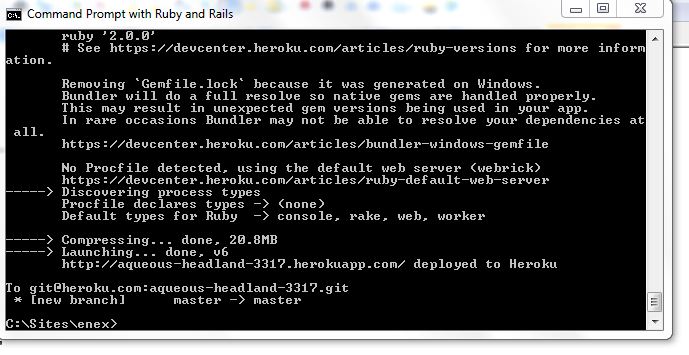 Command Prompt with Ruby and Rails
ruby '2.0.0'
# See https://devcenter.heroku.com/articles/ruby-versions for more inform
ation.
Removing `Gemfile.lock` because it was generated on Windows.
Bundler will do a full resolve so native gems are handled properly.
This may result in unexpected gem versions being used in your app.
In rare occasions Bundler may not be able to resolve your dependencies at
all.
https://devcenter.heroku.com/articles/bundler-windows-gemfile
No Procfile detected, using the default web server (webrick)
https://devcenter.heroku.com/articles/ruby-default-web-server
-----> Discovering process types
Procfile declares types -> (none)
Default types for Ruby  -> console, rake, web, worker
-----> Compressing... done, 20.8MB
-----> Launching... done, v6
http://aqueous-headland-3317.herokuapp.com/ deployed to Heroku
To git@heroku.com:aqueous-headland-3317.git
* [new branch]      master -> master
C:\Sites\enex>